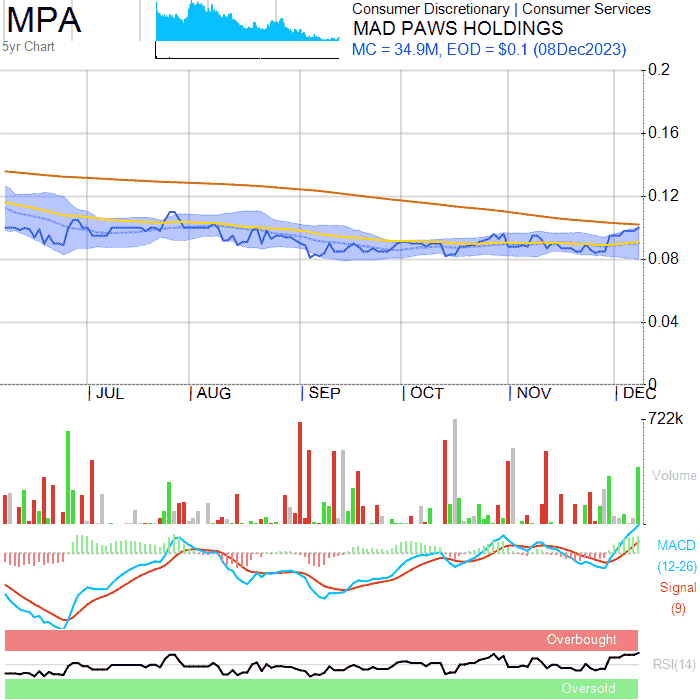 MPA
5yr Chart
Consumer Discretionary | Consumer Services
MAD PAWS HOLDINGS
MC = 34.9M, EOD = $0.1 (08Dec2023)
0.2
0.16
0.12
0.08
0.04
0
JUL AUG SEP OCT NOV DEC
722k
Volume
MACD
(12-26)
Signal
(9)
Overbought
RSI(14)
Oversold